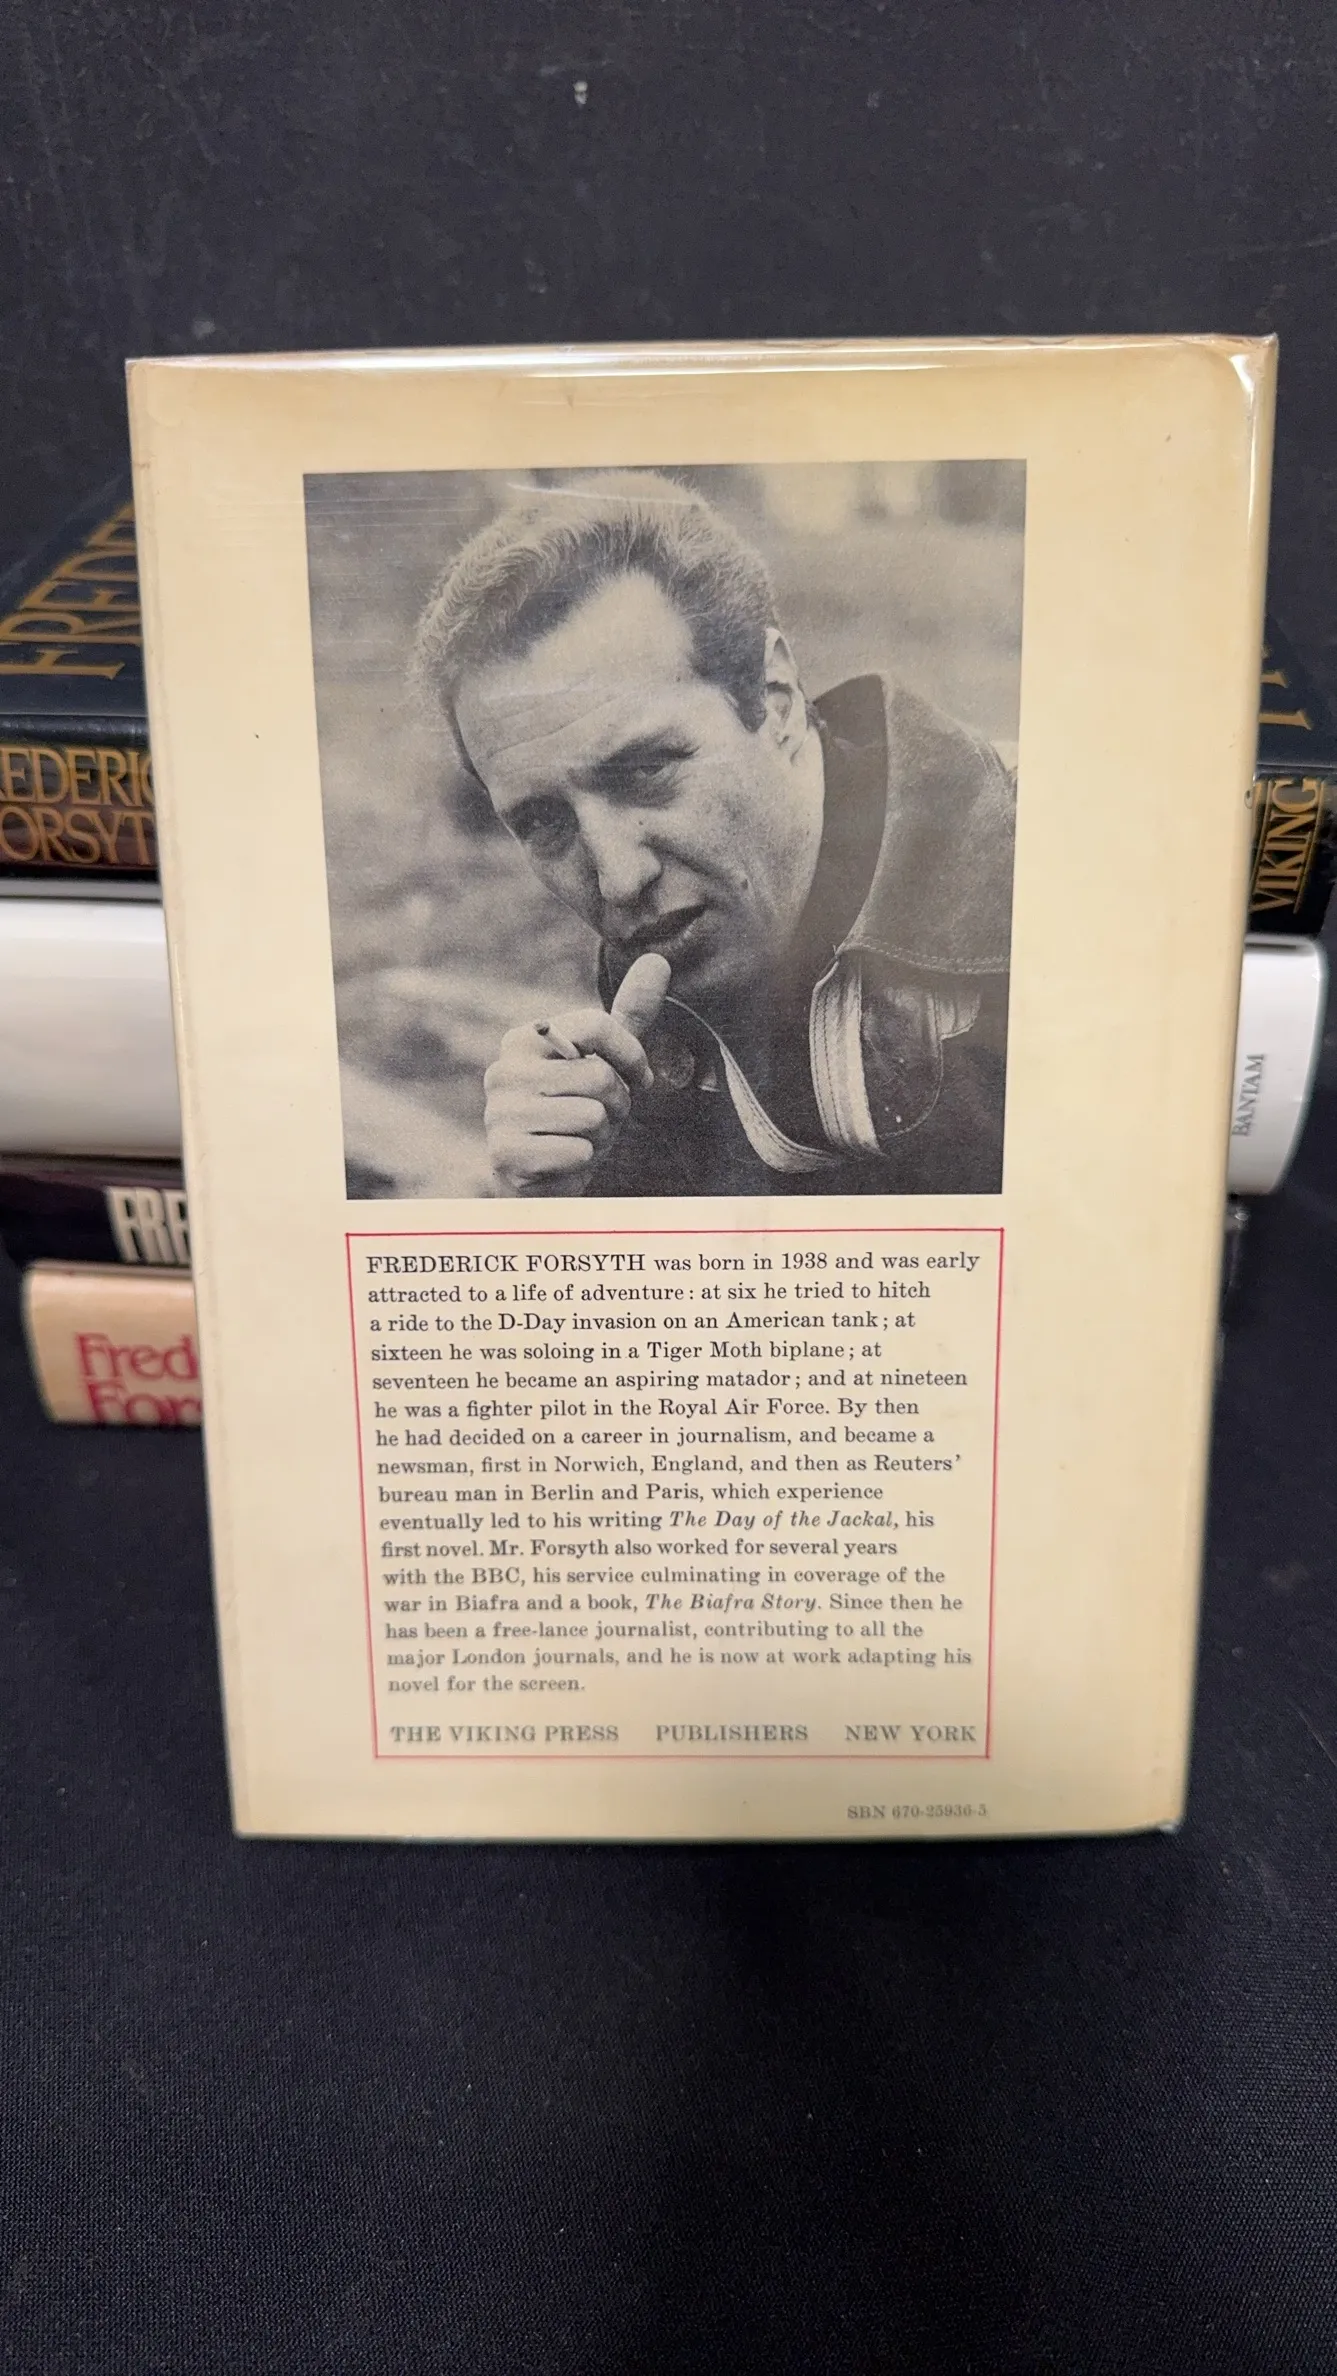 FREDERICK FORSYTH was born in 1938 and was early
attracted to a life of adventure: at six he tried to hitch
a ride to the D-Day invasion on an American tank; at
sixteen he was soloing in a Tiger Moth biplane; at
seventeen he became an aspiring matador; and at nineteen
he was a fighter pilot in the Royal Air Force. By then
he had decided on a career in journalism, and became a
newsman, first in Norwich, England, and then as Reuters'
bureau man in Berlin and Paris, which experience
eventually led to his writing The Day of the Jackal, his
first novel. Mr. Forsyth also worked for several years
with the BBC, his service culminating in coverage of the
war in Biafra and a book, The Biafra Story. Since then he
has been a free-lance journalist, contributing to all the
major London journals, and he is now at work adapting his
novel for the screen.
THE VIKING PRESS PUBLISHERS NEW YORK
SBN 670-25936-5
FREDE
EDERIC
ORSYT
FRE
Fred
For
VIKING
BANTAM